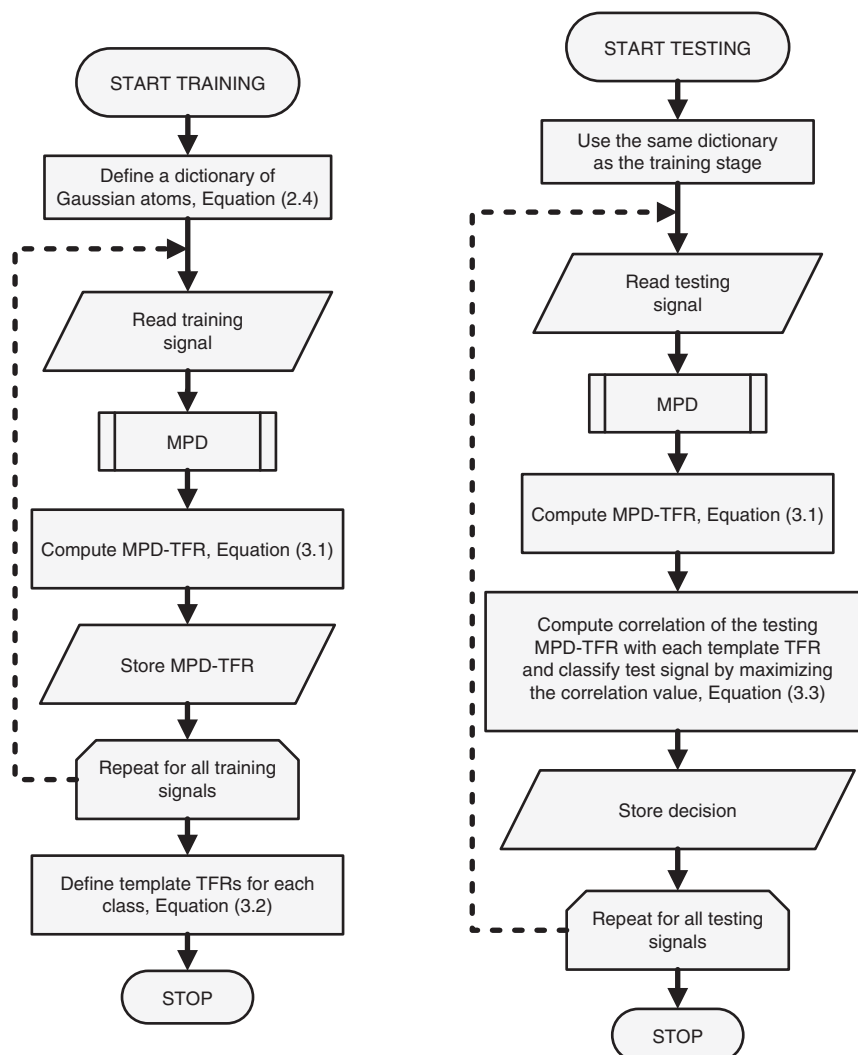 START TRAINING
Define a dictionary of
Gaussian atoms, Equation (2.4)
Read training
signal
MPD
Compute MPD-TFR, Equation (3.1)
Store MPD-TFR
Repeat for all training
signals
Define template TFRs for each
class, Equation (3.2)
STOP
START TESTING
Use the same dictionary
as the training stage
Read testing
signal
MPD
Compute MPD-TFR, Equation (3.1)
Compute correlation of the testing
MPD-TFR with each template TFR
and classify test signal by maximizing
the correlation value, Equation (3.3)
Store decision
Repeat for all testing
signals
STOP